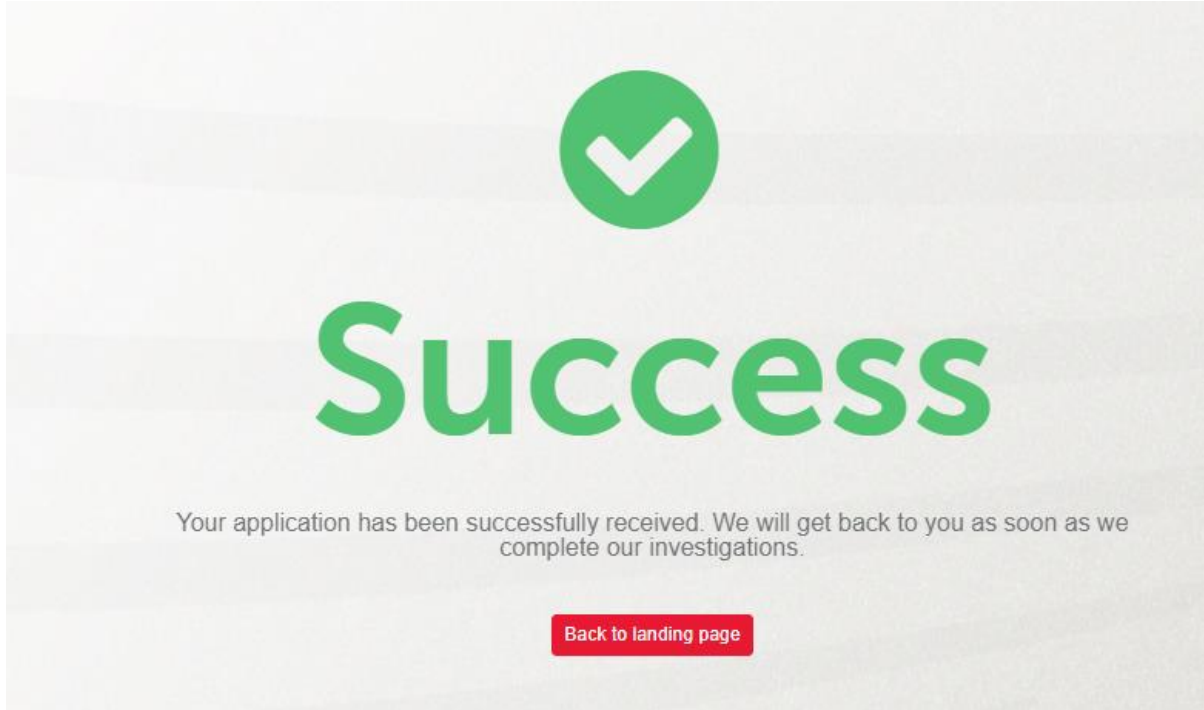 Success
Your application has been successfully received. We will get back to you as soon as we
complete our investigations.
Back to landing page